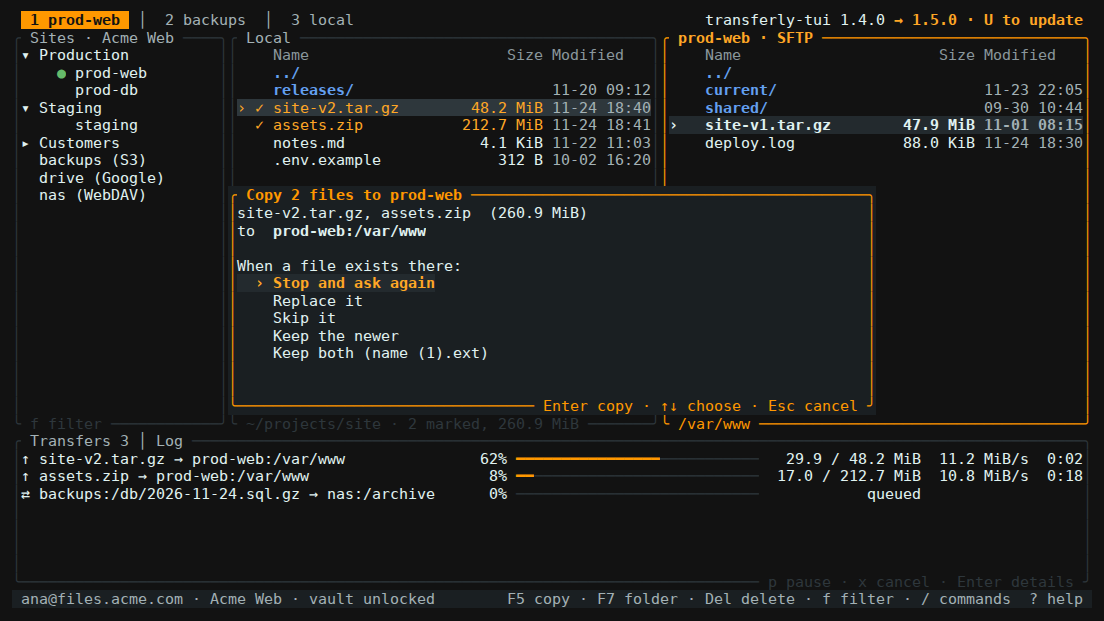 1 prod-web │ 2 backups │ 3 local transferly-tui 1.4.0 → 1.5.0 · U to update
Sites · Acme Web
▾ Production
● prod-web
prod-db
▾ Staging
staging
▸ Customers
backups (S3)
drive (Google)
nas (WebDAV)
f filter
Local
Name Size Modified
../
releases/ 11-20 09:12
› ✓ site-v2.tar.gz 48.2 MiB 11-24 18:40
✓ assets.zip 212.7 MiB 11-24 18:41
notes.md 4.1 KiB 11-22 11:03
.env.example 312 B 10-02 16:20
~/projects/site · 2 marked, 260.9 MiB
prod-web · SFTP
Name Size Modified
../
current/ 11-23 22:05
shared/ 09-30 10:44
› site-v1.tar.gz 47.9 MiB 11-01 08:15
deploy.log 88.0 KiB 11-24 18:30
/var/www
Copy 2 files to prod-web
site-v2.tar.gz, assets.zip (260.9 MiB)
to prod-web:/var/www
When a file exists there:
› Stop and ask again
Replace it
Skip it
Keep the newer
Keep both (name (1).ext)
Enter copy · ↑↓ choose · Esc cancel
Transfers 3 │ Log
↑ site-v2.tar.gz → prod-web:/var/www 62% 29.9 / 48.2 MiB 11.2 MiB/s 0:02
↑ assets.zip → prod-web:/var/www 8% 17.0 / 212.7 MiB 10.8 MiB/s 0:18
⇄ backups:/db/2026-11-24.sql.gz → nas:/archive 0% queued
p pause · x cancel · Enter details
ana@files.acme.com · Acme Web · vault unlocked F5 copy · F7 folder · Del delete · f filter · / commands ? help